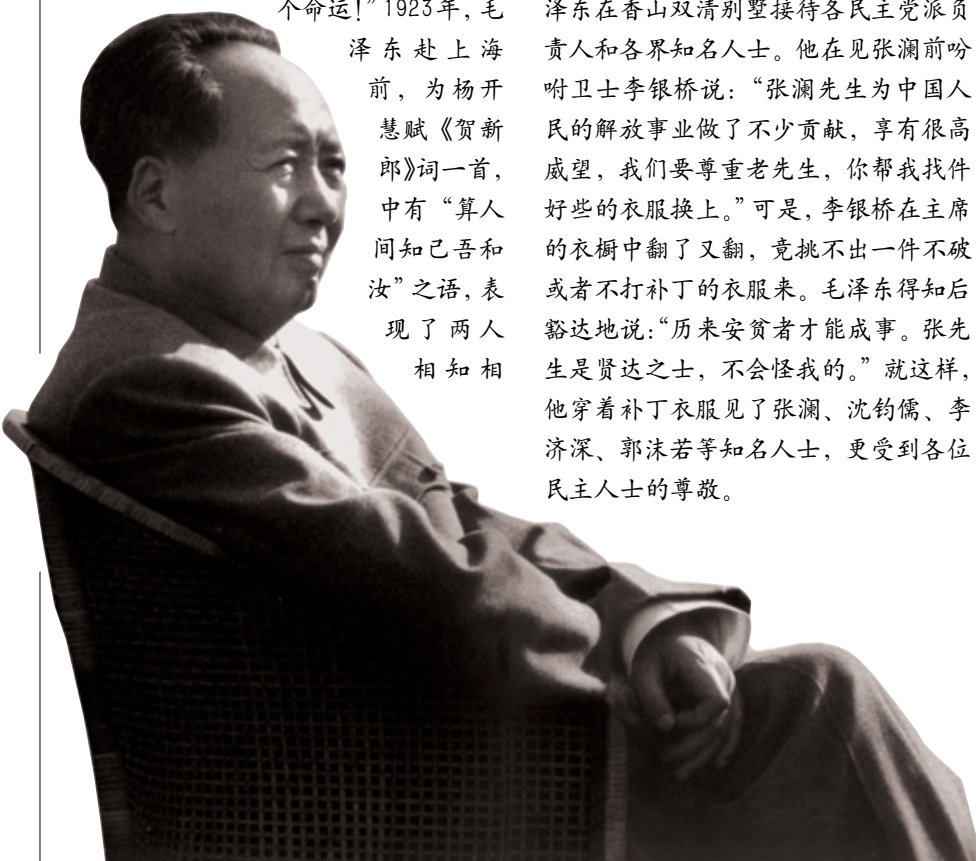 个命运！”1923年，毛
泽东赴上海
前，为杨开
慧赋《贺新
郎》词一首，
中有“算人
间知己吾和
汝”之语，表
现了两人
相知相
泽东在香山双清别墅接待各民主党派负
责人和各界知名人士。他在见张澜前吩
咐卫士李银桥说：“张澜先生为中国人
民的解放事业做了不少贡献，享有很高
威望，我们要尊重老先生，你帮我找件
好些的衣服换上。”可是，李银桥在主席
的衣橱中翻了又翻，竟挑不出一件不破
或者不打补丁的衣服来。毛泽东得知后
豁达地说：“历来安贫者才能成事。张先
生是贤达之士，不会怪我的。”就这样，
他穿着补丁衣服见了张澜、沈钧儒、李
济深、郭沫若等知名人士，更受到各位
民主人士的尊敬。